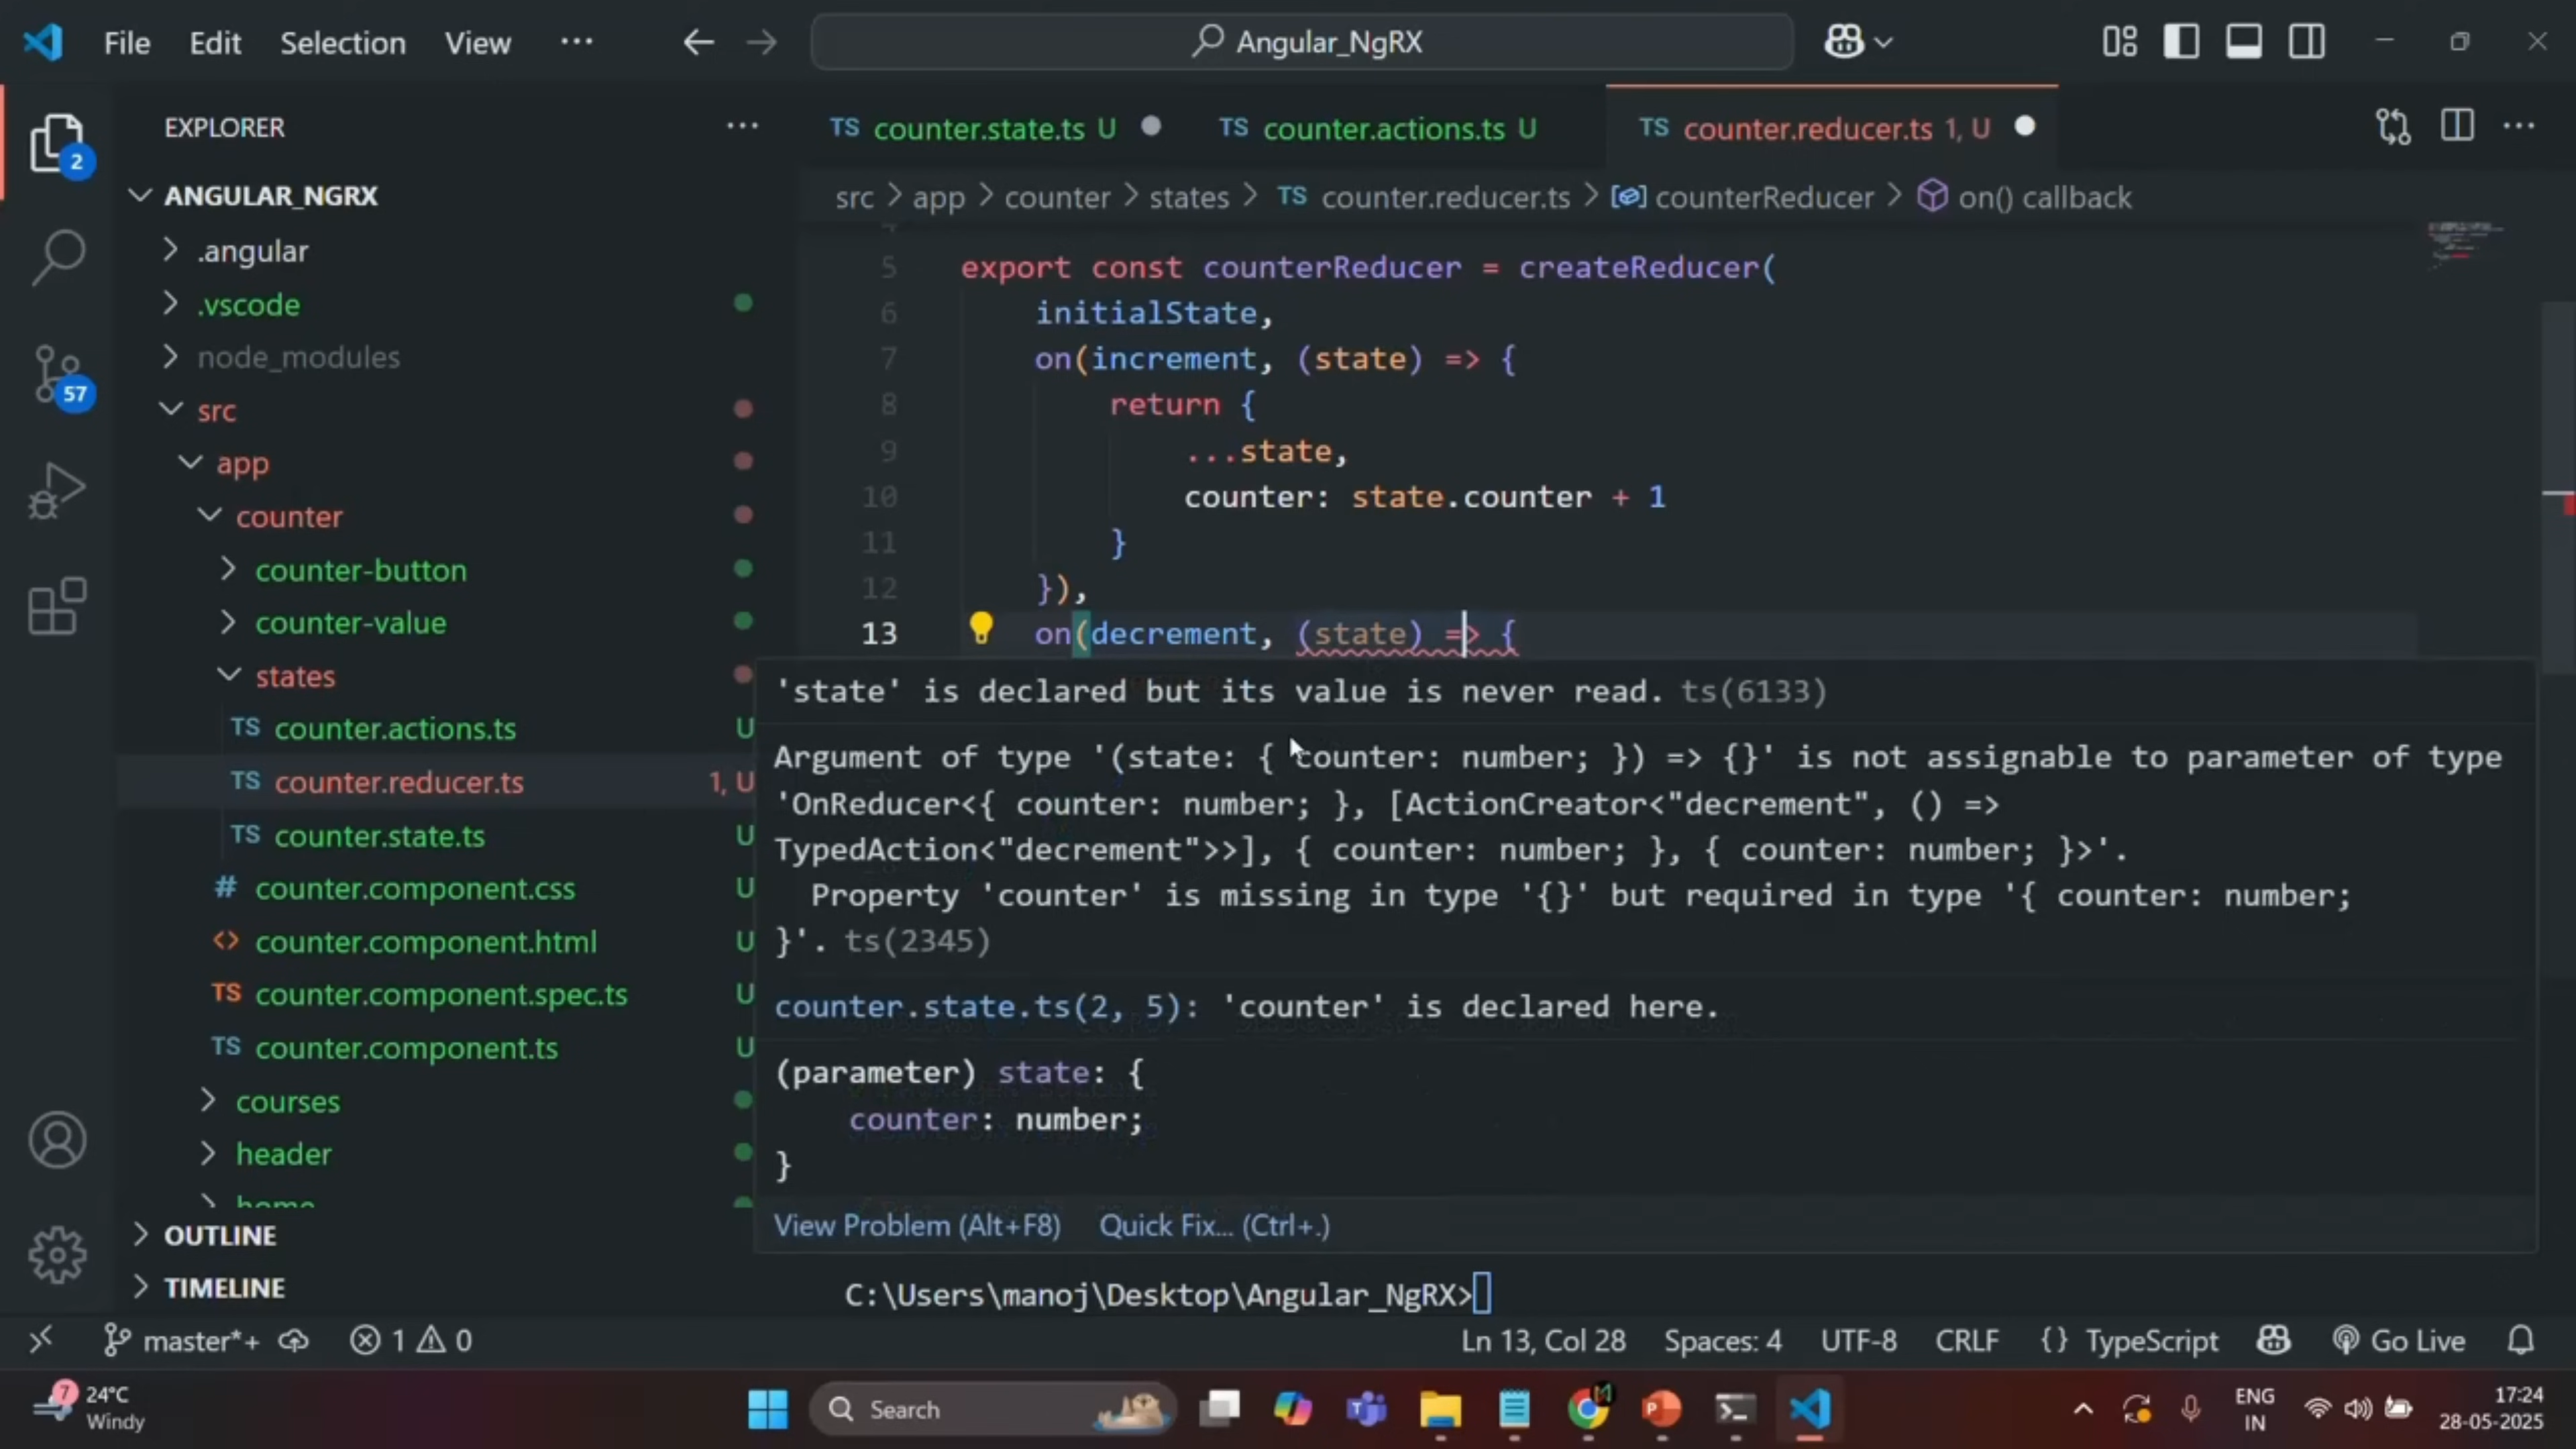 File Edit Selection View ···
Angular_NgRX
EXPLORER
2
ANGULAR_NGRX
.angular
.vscode
node_modules
57
src
app
counter
counter-button
counter-value
states
TS counter.actions.ts U
TS counter.reducer.ts 1, U
TS counter.state.ts U
# counter.component.css U
<> counter.component.html U
TS counter.component.spec.ts U
TS counter.component.ts U
courses
header
home
OUTLINE
TIMELINE
TS counter.state.ts U
TS counter.actions.ts U
TS counter.reducer.ts 1, U
src > app > counter > states > TS counter.reducer.ts > counterReducer > on() callback
5 export const counterReducer = createReducer(
6 initialState,
7 on(increment, (state) => {
8 return {
9 ...state,
10 counter: state.counter + 1
11 }
12 }),
13 on(decrement, (state) => {
'state' is declared but its value is never read. ts(6133)
Argument of type '(state: { counter: number; }) => {}' is not assignable to parameter of type
'OnReducer<{ counter: number; }, [ActionCreator<"decrement", () =>
TypedAction<"decrement">>], { counter: number; }, { counter: number; }>'.
Property 'counter' is missing in type '{}' but required in type '{ counter: number;
}'. ts(2345)
counter.state.ts(2, 5): 'counter' is declared here.
(parameter) state: {
counter: number;
}
View Problem (Alt+F8) Quick Fix... (Ctrl+.)
C:\Users\manoj\Desktop\Angular_NgRX>
master*+ 1 0 Ln 13, Col 28 Spaces: 4 UTF-8 CRLF {} TypeScript Go Live
7
24°C
Windy
Search
ENG
IN
17:24
28-05-2025